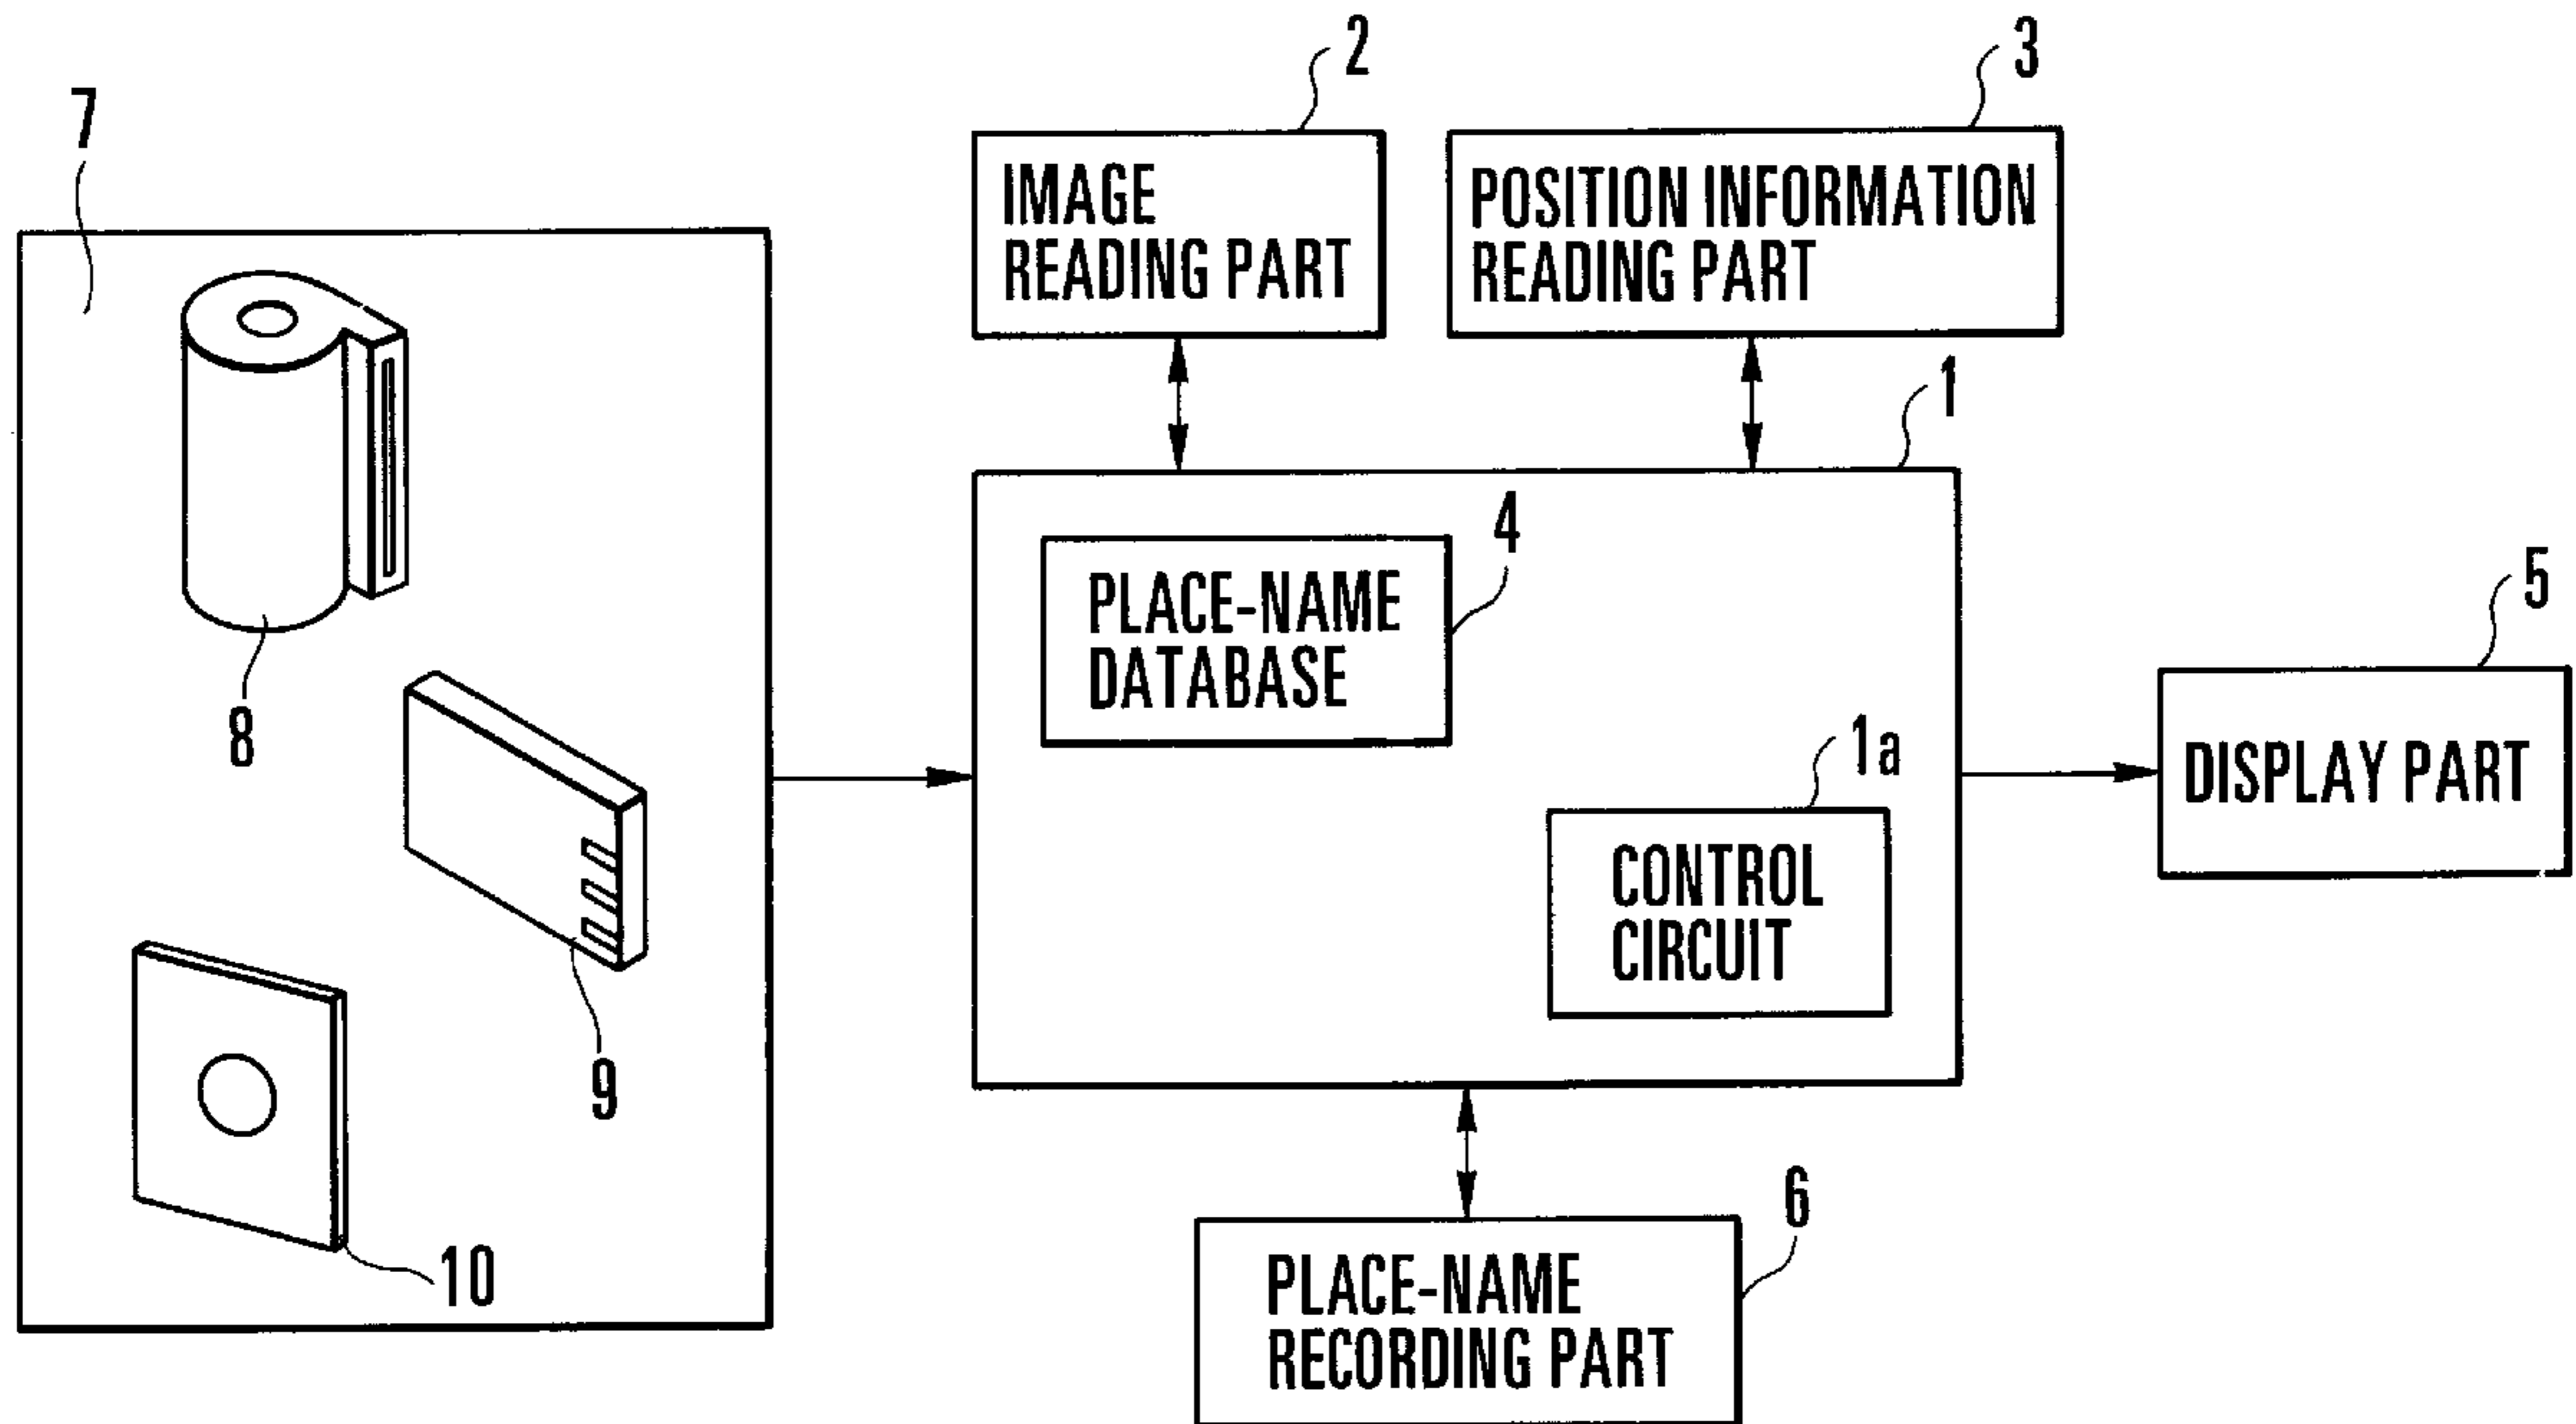 2
3
7
IMAGE
READING PART
POSITION INFORMATION
READING PART
1
4
PLACE-NAME
DATABASE
5
8
1a
DISPLAY PART
CONTROL
CIRCUIT
9
6
10
PLACE-NAME
RECORDING PART